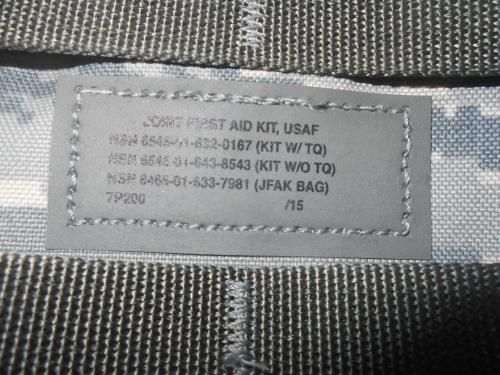 JOINT FIRST AID KIT, USAF
NSN 6545-01-632-0167 (KIT W/ TQ)
NSN 6545-01-643-8543 (KIT W/O TQ)
NSN 8465-01-633-7981 (JFAK BAG)
7P200 /15